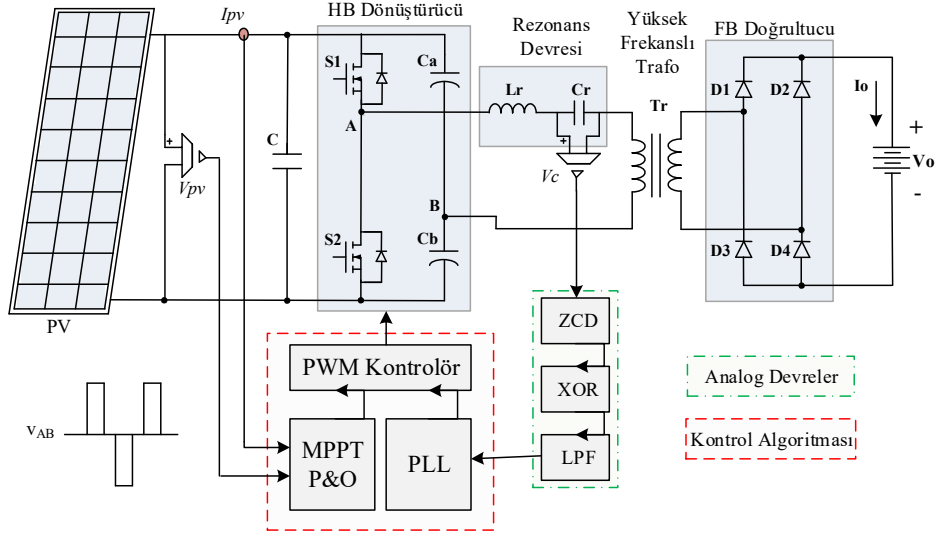 HB Dönüştürücü
Ipv
Rezonans
Devresi
Yüksek
Frekanslı
Trafo
FB Doğrultucu
S1
Ca
Lr
Cr
Tr
D1
D2
Io
+
Vo
-
A
C
+
Vpv
+
Vc
B
S2
Cb
D3
D4
PV
ZCD
XOR
LPF
PWM Kontrolör
MPPT
P&O
PLL
VAB
Analog Devreler
Kontrol Algoritması